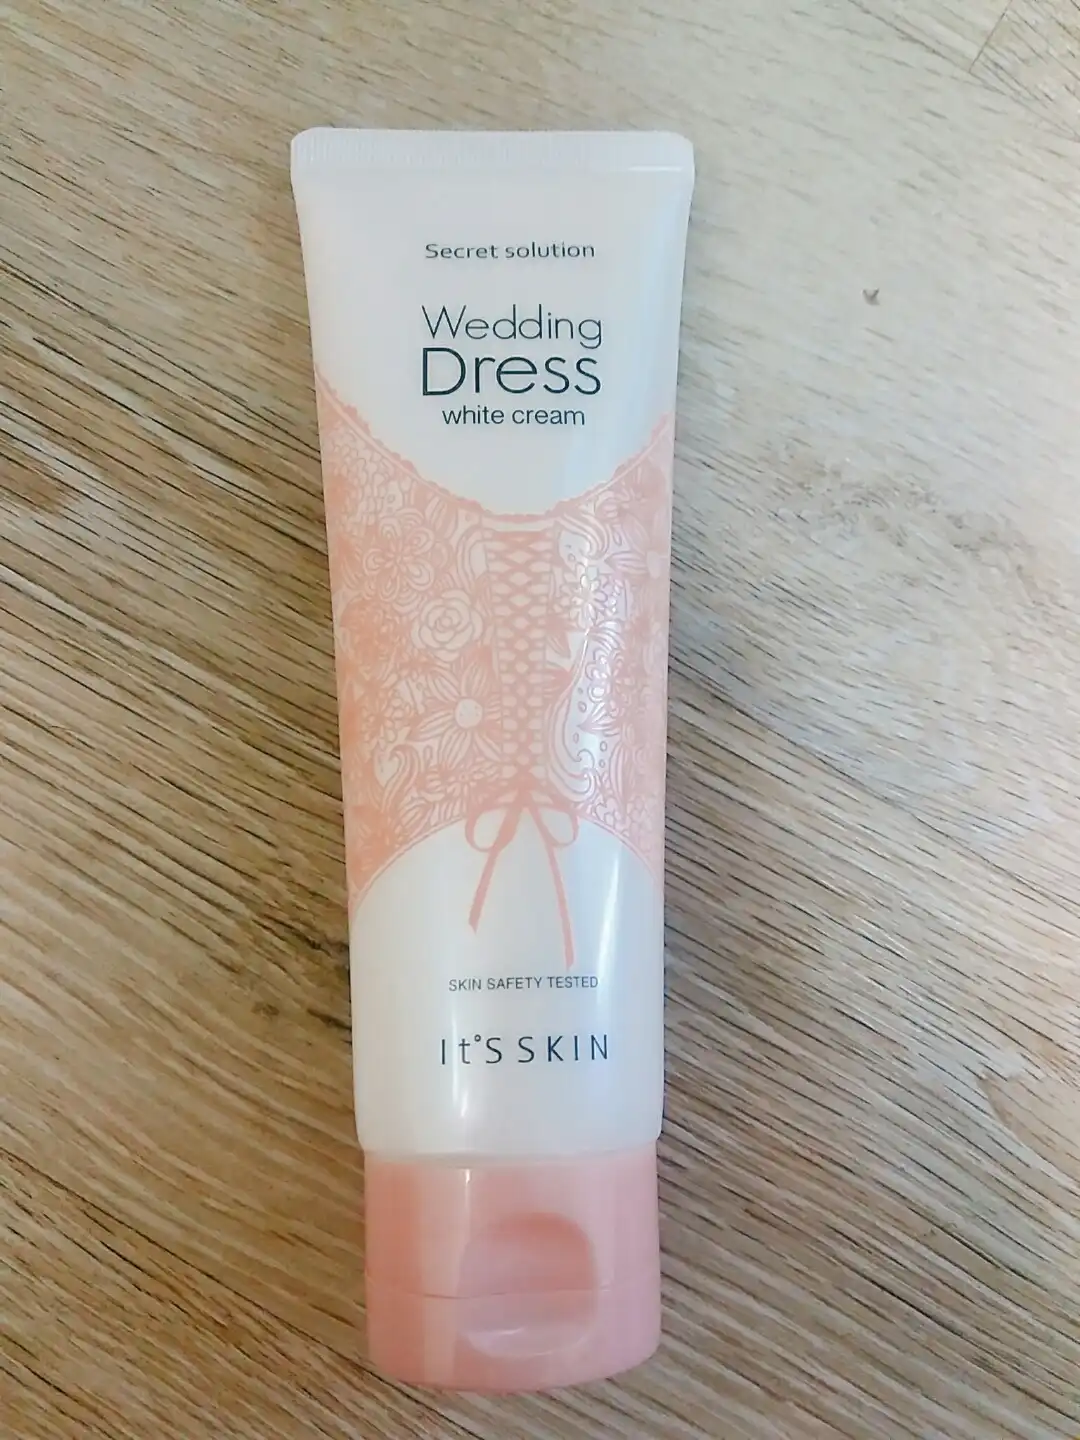 Secret solution
Wedding
Dress
white cream
SKIN SAFETY TESTED
It°S SKIN